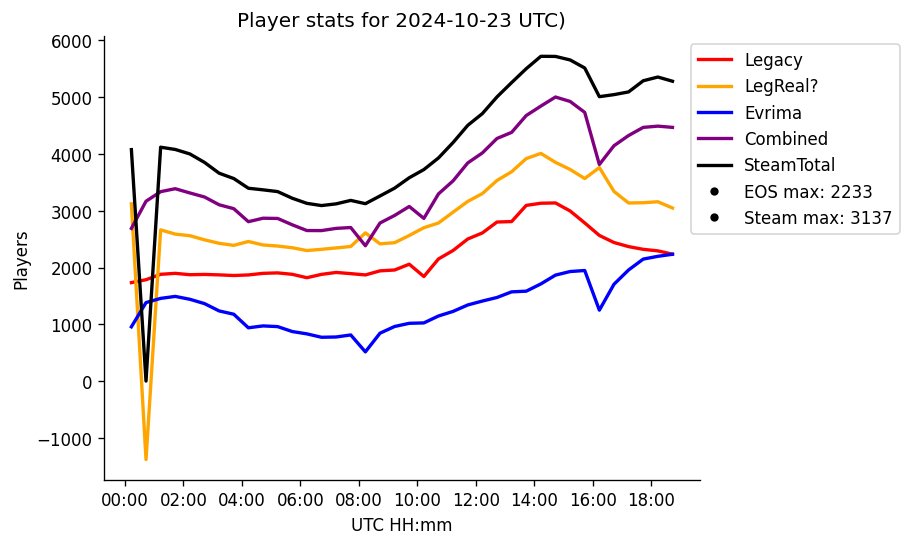 Player stats for 2024-10-23 UTC)
6000
5000
4000
3000
2000
1000
0
−1000
Players
00:00 02:00 04:00 06:00 08:00 10:00 12:00 14:00 16:00 18:00
UTC HH:mm
Legacy
LegReal?
Evrima
Combined
SteamTotal
EOS max: 2233
Steam max: 3137